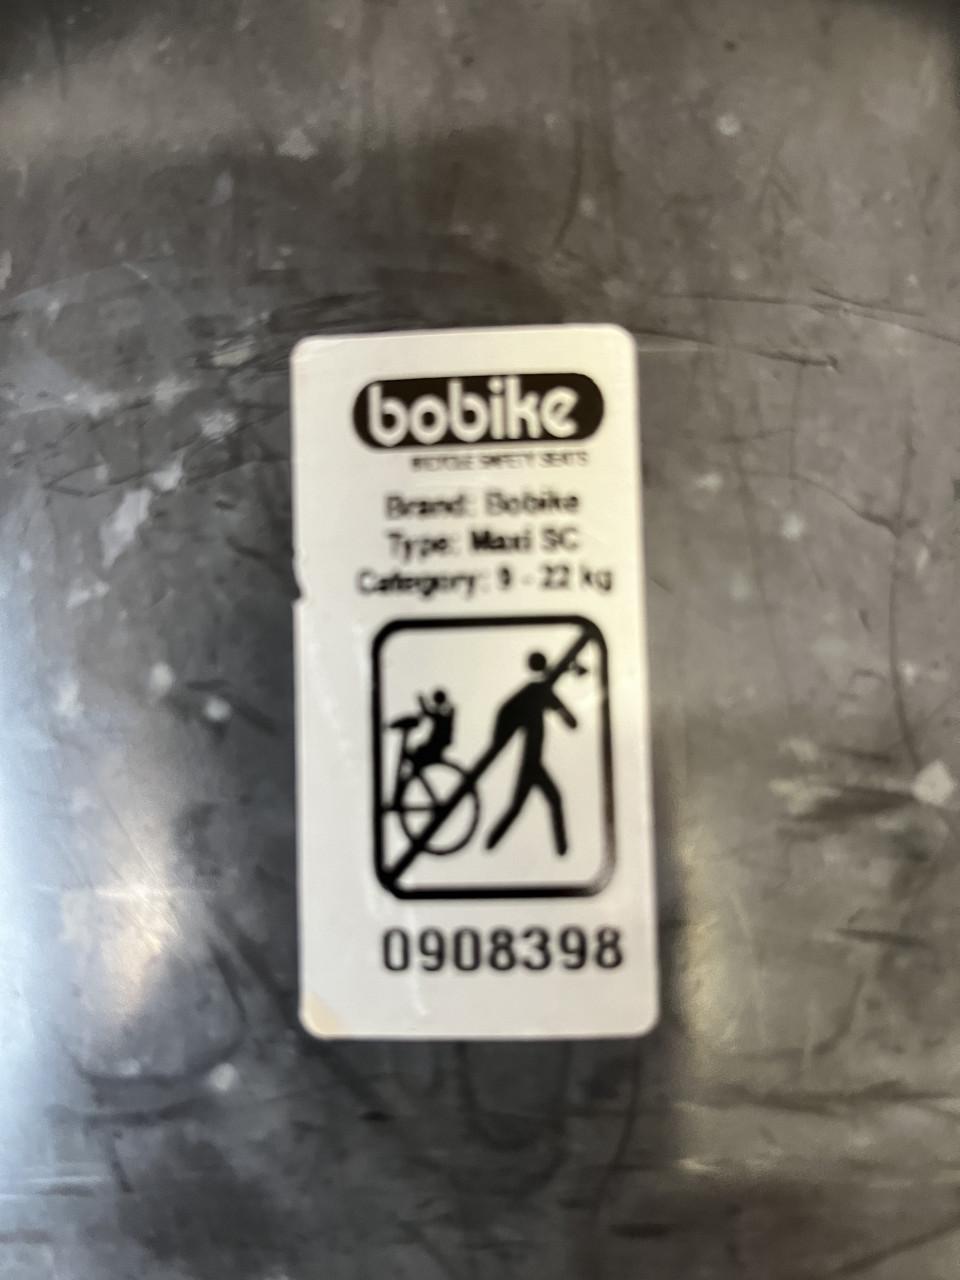 bobike
BICYCLE SAFETY SEATS
Brand: Bobike
Type: Maxi SC
Category: 9 - 22 kg
0908398